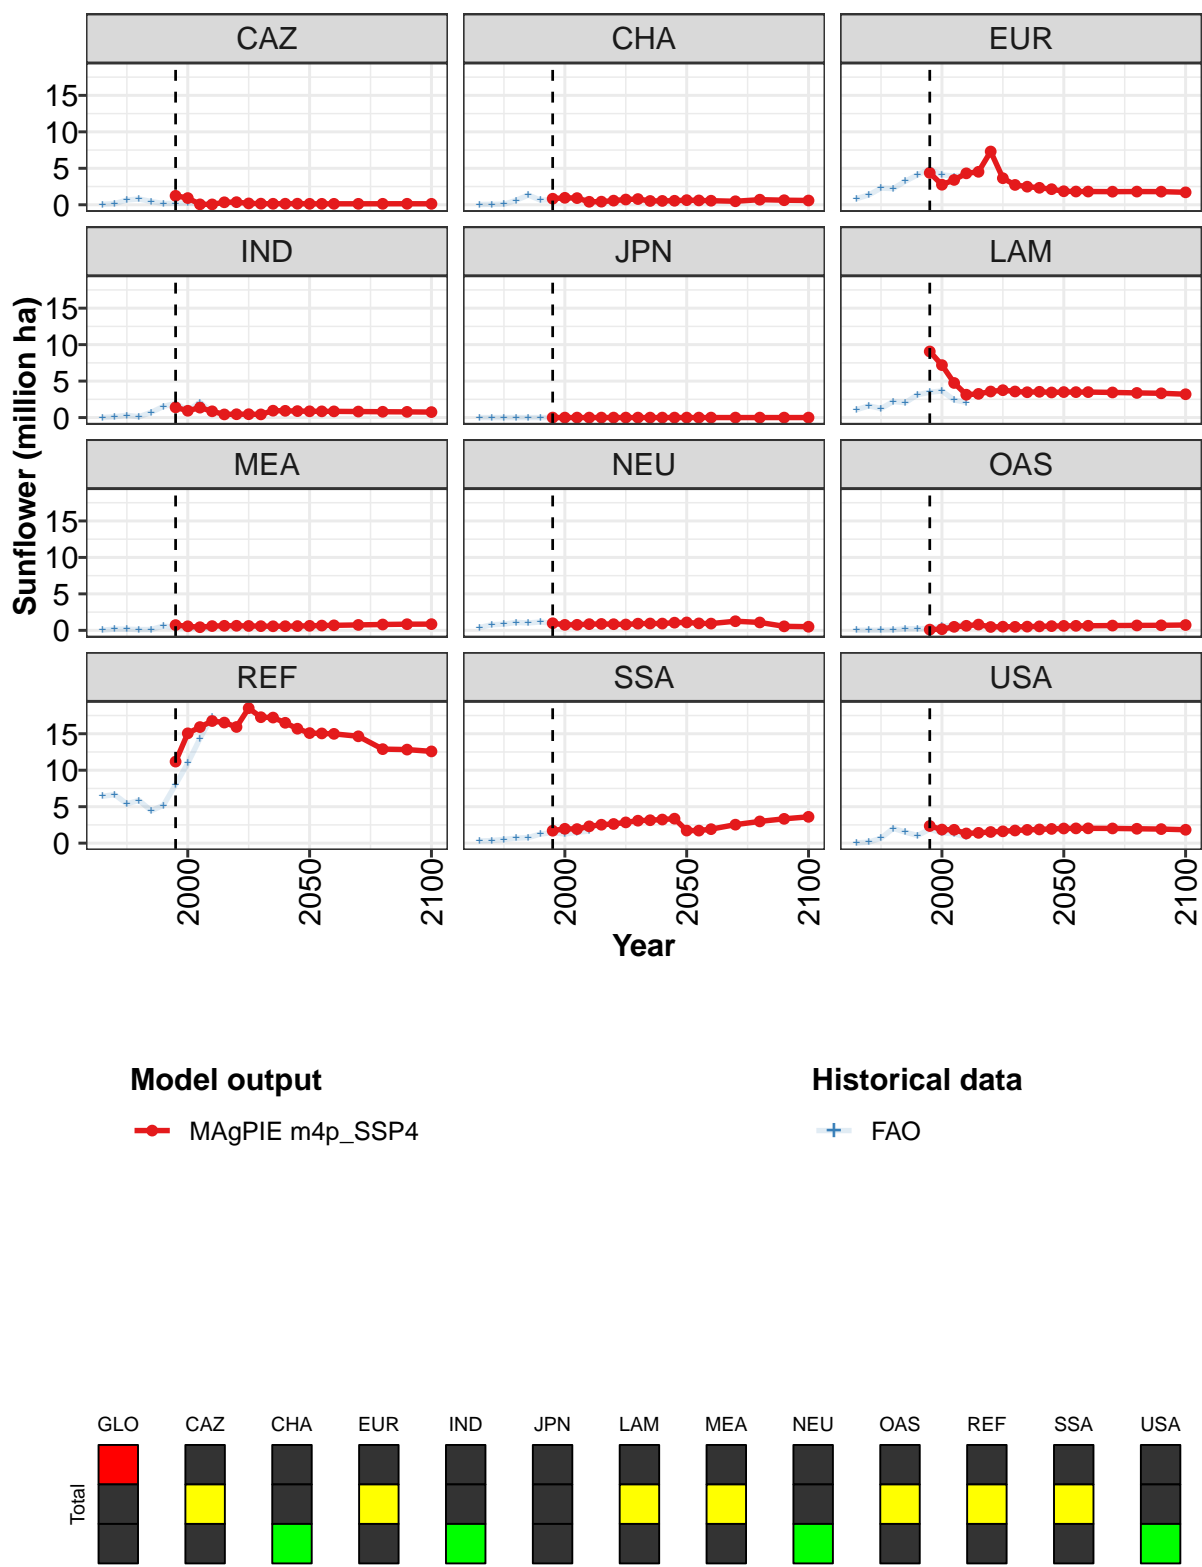 CAZ CHA EUR
15
10
5
0
IND JPN LAM
15
10
5
0
MEA NEU OAS
15
10
5
0
REF SSA USA
15
10
5
0
Sunflower (million ha)
2000 2050 2100 2000 2050 2100 2000 2050 2100
Year
Model output Historical data
MAgPIE m4p_SSP4 FAO
GLO CAZ CHA EUR IND JPN LAM MEA NEU OAS REF SSA USA
Total